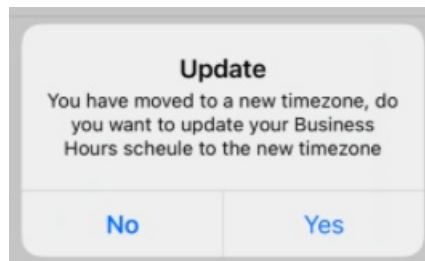 Update
You have moved to a new timezone, do
you want to update your Business
Hours scheule to the new timezone
No
Yes